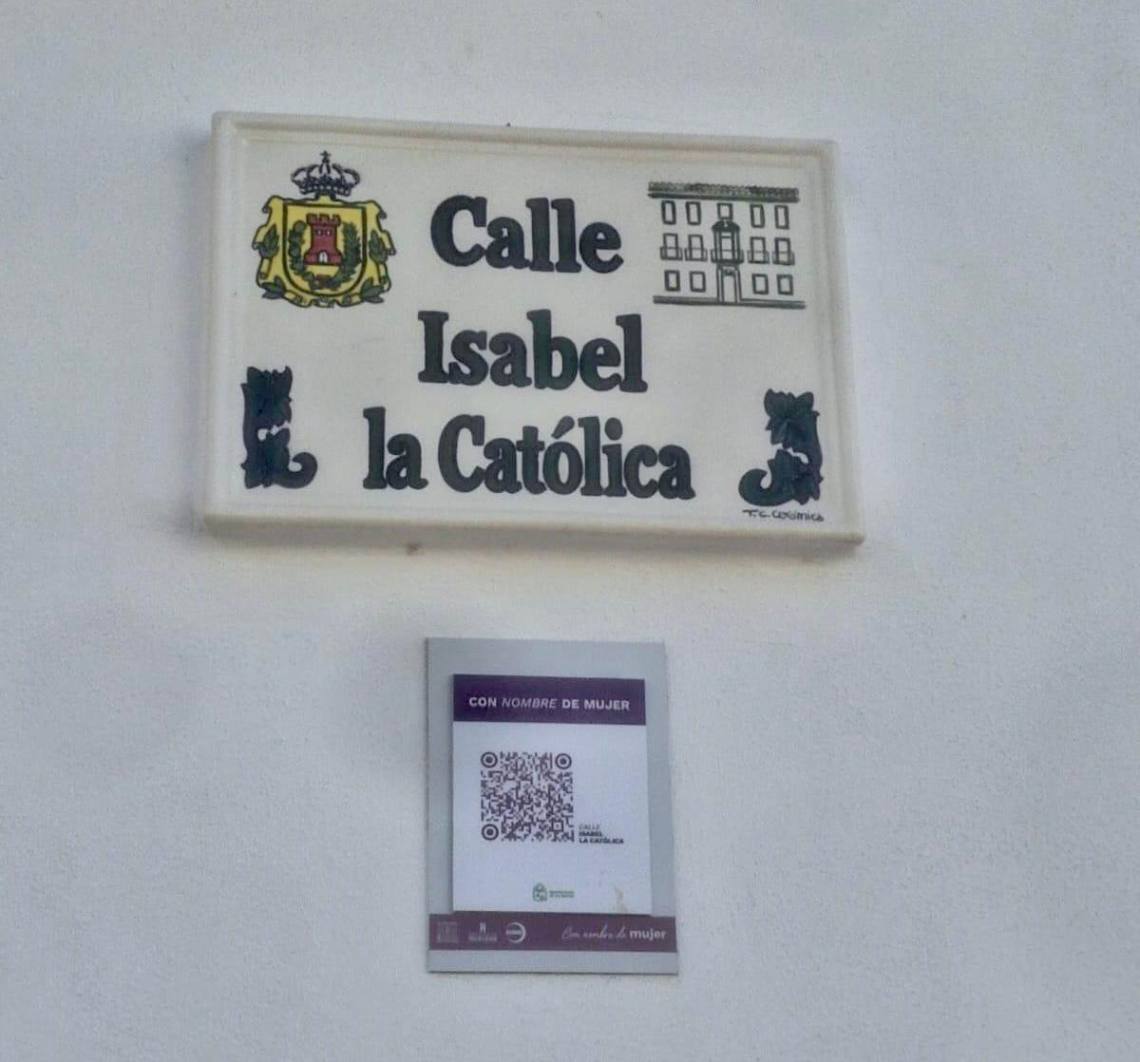 Calle
Isabel
la Católica
CON NOMBRE DE MUJER
CALLE
ISABEL
LA CATÓLICA
Con nombre de mujer